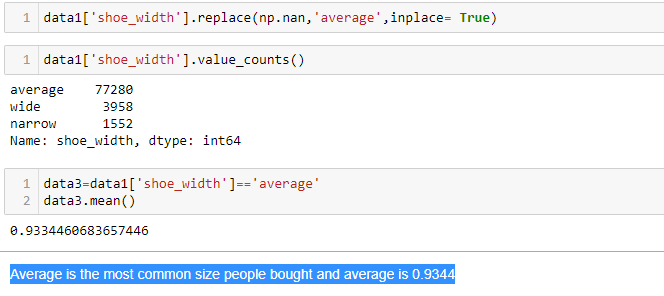 1 data1['shoe_width'].replace(np.nan,'average',inplace= True)
1 data1['shoe_width'].value_counts()
average    77280
wide        3958
narrow      1552
Name: shoe_width, dtype: int64
1 data3=data1['shoe_width']=='average'
2 data3.mean()
0.9334460683657446
Average is the most common size people bought and average is 0.9344